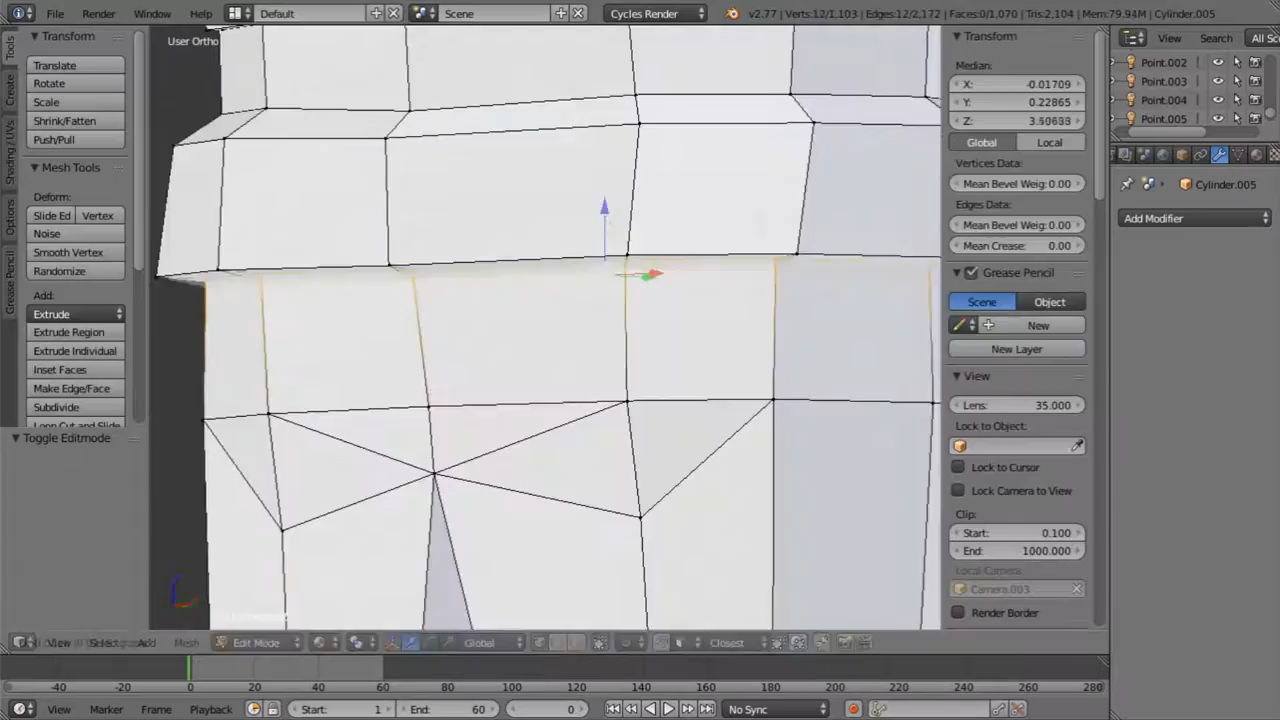 File Render Window Help Default Scene Cycles Render v2.77 | Verts:12/1,103 | Edges:12/2,172 | Faces:0/1,070 | Tris:2,104 | Mem:79.94M | Cylinder.005
Tools
Create
Shading / UVs
Options
Grease Pencil
Transform
Translate
Rotate
Scale
Shrink/Fatten
Push/Pull
Mesh Tools
Deform:
Slide Ed Vertex
Noise
Smooth Vertex
Randomize
Add:
Extrude
Extrude Region
Extrude Individual
Inset Faces
Make Edge/Face
Subdivide
Loop Cut and Slide
Toggle Editmode
User Ortho
Transform
Median:
X: -0.01709
Y: 0.22865
Z: 3.59633
Global Local
Vertices Data:
Mean Bevel Weig: 0.00
Edges Data:
Mean Bevel Weig: 0.00
Mean Crease: 0.00
Grease Pencil
Scene Object
New
New Layer
View
Lens: 35.000
Lock to Object:
Lock to Cursor
Lock Camera to View
Clip:
Start: 0.100
End: 1000.000
Local Camera:
Camera.003
Render Border
View Search All Sc
Point.002
Point.003
Point.004
Point.005
Cylinder.005
Add Modifier
View Select Add Mesh Edit Mode Global Closest
-40 -20 0 20 40 60 80 100 120 140 160 180 200 220 240 260 280
View Marker Frame Playback Start: 1 End: 60 0 No Sync